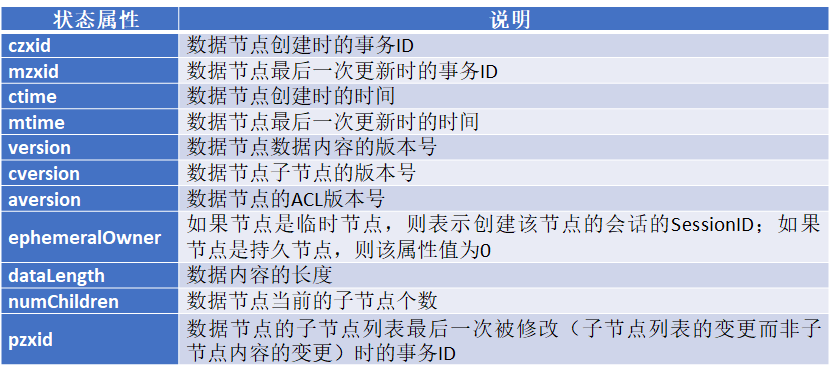 状态属性 说明
czxid 数据节点创建时的事务ID
mzxid 数据节点最后一次更新时的事务ID
ctime 数据节点创建时的时间
mtime 数据节点最后一次更新时的时间
version 数据节点数据内容的版本号
cversion 数据节点子节点的版本号
aversion 数据节点的ACL版本号
ephemeralOwner 如果节点是临时节点，则表示创建该节点的会话的SessionID；如果
节点是持久节点，则该属性值为0
dataLength 数据内容的长度
numChildren 数据节点当前的子节点个数
pzxid 数据节点的子节点列表最后一次被修改（子节点列表的变更而非子
节点内容的变更）时的事务ID